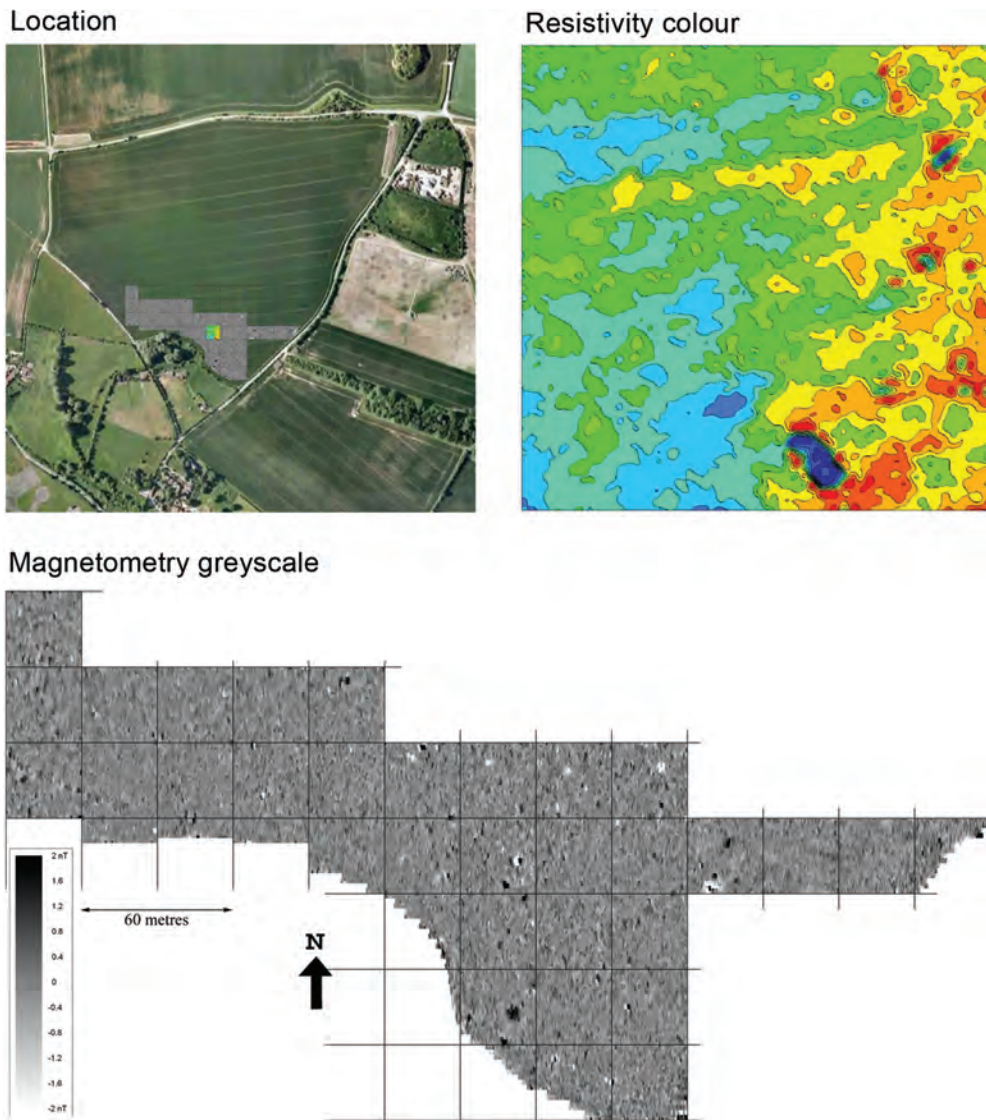 Location
Resistivity colour
Magnetometry greyscale
2 nT
1.6
1.2
0.8
0.4
0
-0.4
-0.8
-1.2
-1.6
-2 nT
60 metres
N